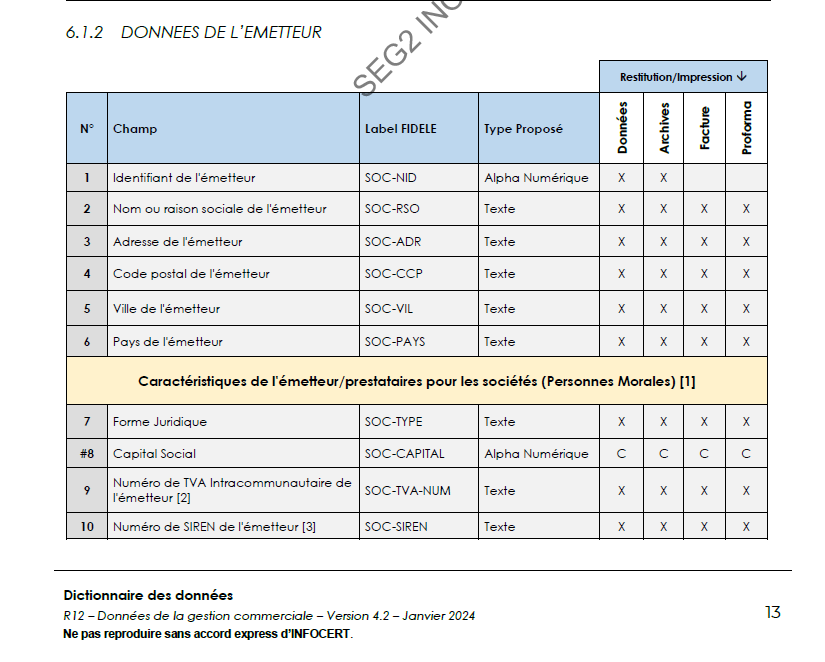 6.1.2 DONNEES DE L’EMETTEUR
SEG2 INC
Restitution/Impression ↓
N° Champ Label FIDELE Type Proposé Données Archives Facture Proforma
1 Identifiant de l'émetteur SOC-NID Alpha Numérique X X
2 Nom ou raison sociale de l'émetteur SOC-RSO Texte X X X X
3 Adresse de l'émetteur SOC-ADR Texte X X X X
4 Code postal de l'émetteur SOC-CCP Texte X X X X
5 Ville de l'émetteur SOC-VIL Texte X X X X
6 Pays de l'émetteur SOC-PAYS Texte X X X X
Caractéristiques de l'émetteur/prestataires pour les sociétés (Personnes Morales) [1]
7 Forme Juridique SOC-TYPE Texte X X X X
#8 Capital Social SOC-CAPITAL Alpha Numérique C C C C
9 Numéro de TVA Intracommunautaire de
l'émetteur [2] SOC-TVA-NUM Texte X X X X
10 Numéro de SIREN de l'émetteur [3] SOC-SIREN Texte X X X X
Dictionnaire des données
R12 – Données de la gestion commerciale – Version 4.2 – Janvier 2024
13
Ne pas reproduire sans accord express d’INFOCERT.